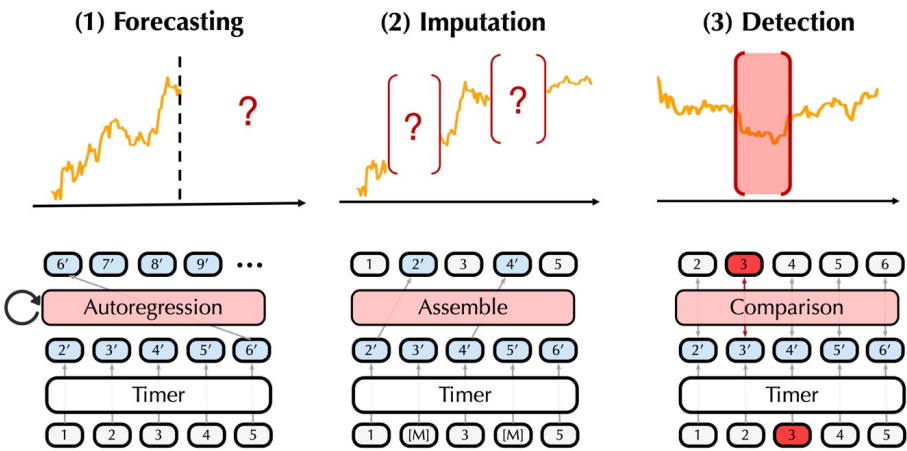 (1) Forecasting
?
6′ 7′ 8′ 9′ •••
Autoregression
2′ 3′ 4′ 5′ 6′
Timer
1 2 3 4 5
(2) Imputation
? ?
1 2′ 3 4′ 5
Assemble
2′ 3′ 4′ 5′ 6′
Timer
1 [M] 3 [M] 5
(3) Detection
2 3 4 5 6
Comparison
2′ 3′ 4′ 5′ 6′
Timer
1 2 3 4 5